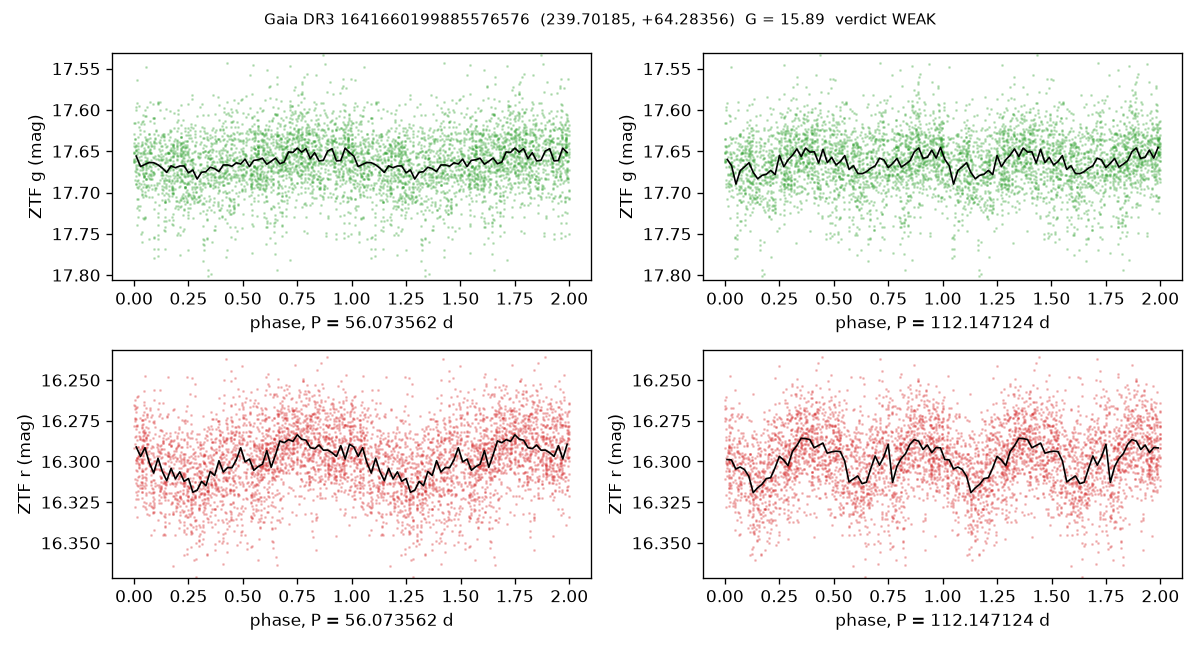 Gaia DR3 1641660199885576576 (239.70185, +64.28356) G = 15.89 verdict WEAK
ZTF g (mag)
17.55
17.60
17.65
17.70
17.75
17.80
0.00 0.25 0.50 0.75 1.00 1.25 1.50 1.75 2.00
phase, P = 56.073562 d
ZTF g (mag)
17.55
17.60
17.65
17.70
17.75
17.80
0.00 0.25 0.50 0.75 1.00 1.25 1.50 1.75 2.00
phase, P = 112.147124 d
ZTF r (mag)
16.250
16.275
16.300
16.325
16.350
0.00 0.25 0.50 0.75 1.00 1.25 1.50 1.75 2.00
phase, P = 56.073562 d
ZTF r (mag)
16.250
16.275
16.300
16.325
16.350
0.00 0.25 0.50 0.75 1.00 1.25 1.50 1.75 2.00
phase, P = 112.147124 d